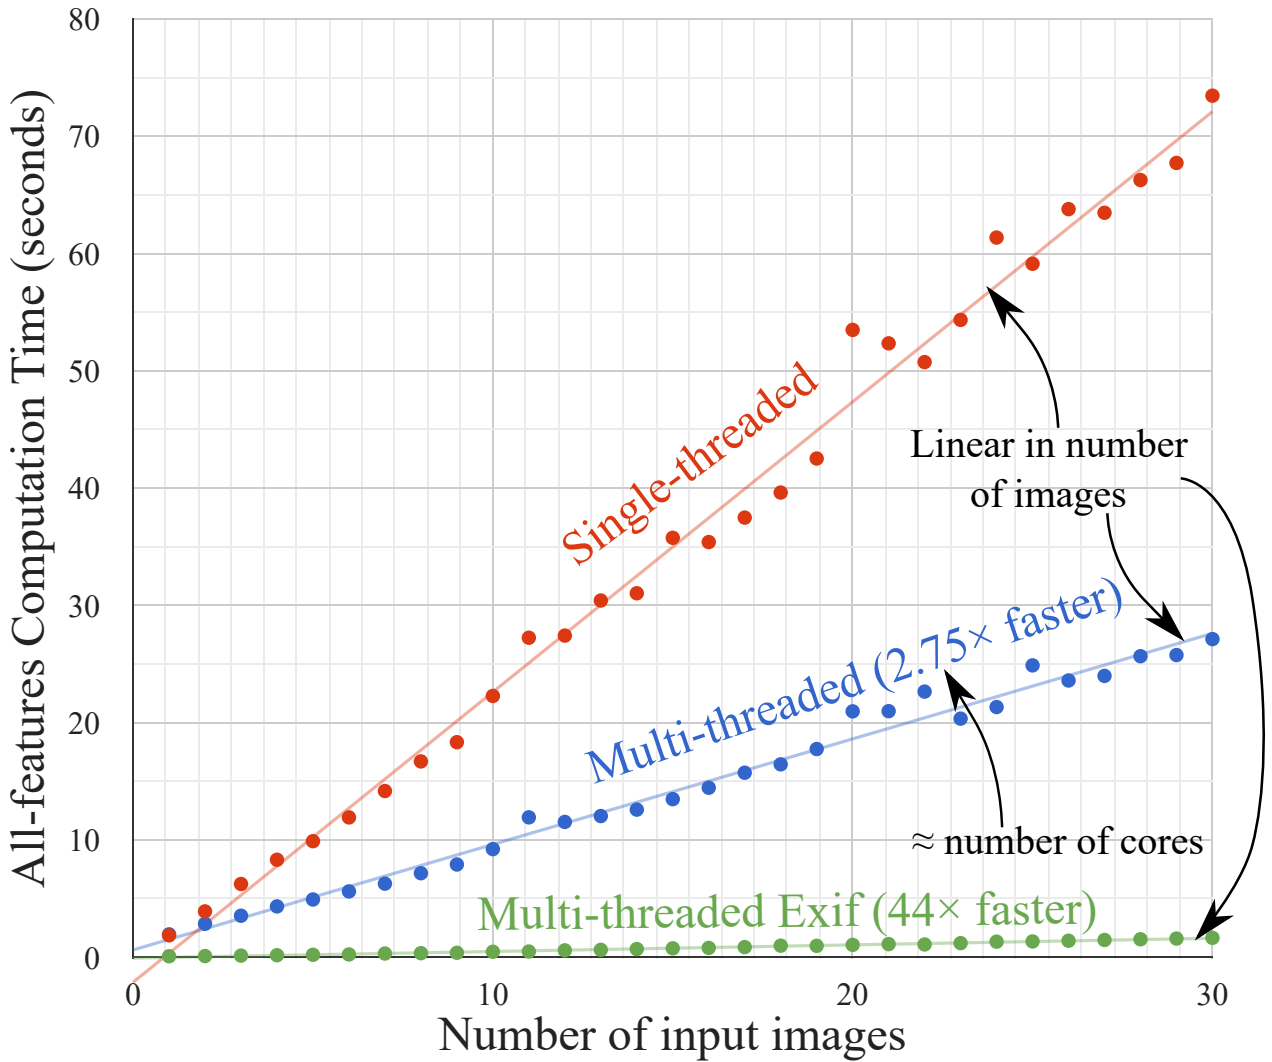 80
70
60
50
40
30
20
10
0
All-features Computation Time (seconds)
Single-threaded
Linear in number
of images
Multi-threaded (2.75× faster)
≈ number of cores
Multi-threaded Exif (44× faster)
0 10 20 30
Number of input images